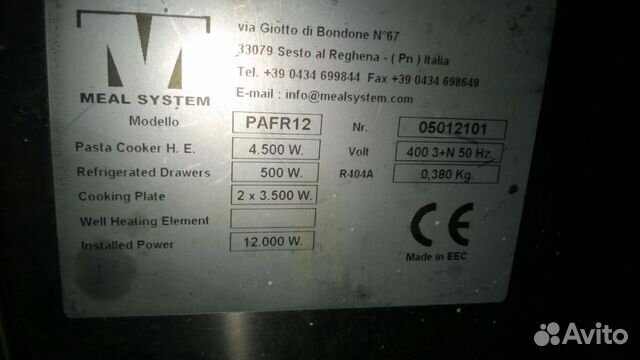 via Giotto di Bondone N°67
33079 Sesto al Reghena - ( Pn ) Italia
Tel. +39 0434 699844 Fax +39 0434 698649
E-mail : info@mealsystem.com
M
MEAL SYSTEM
Modello PAFR12 Nr. 05012101
Pasta Cooker H. E. 4.500 W. Volt 400 3+N 50 Hz.
Refrigerated Drawers 500 W. R404A 0,380 Kg.
Cooking Plate 2 x 3.500 W.
Well Heating Element
Installed Power 12.000 W.
CE
Made in EEC
Avito